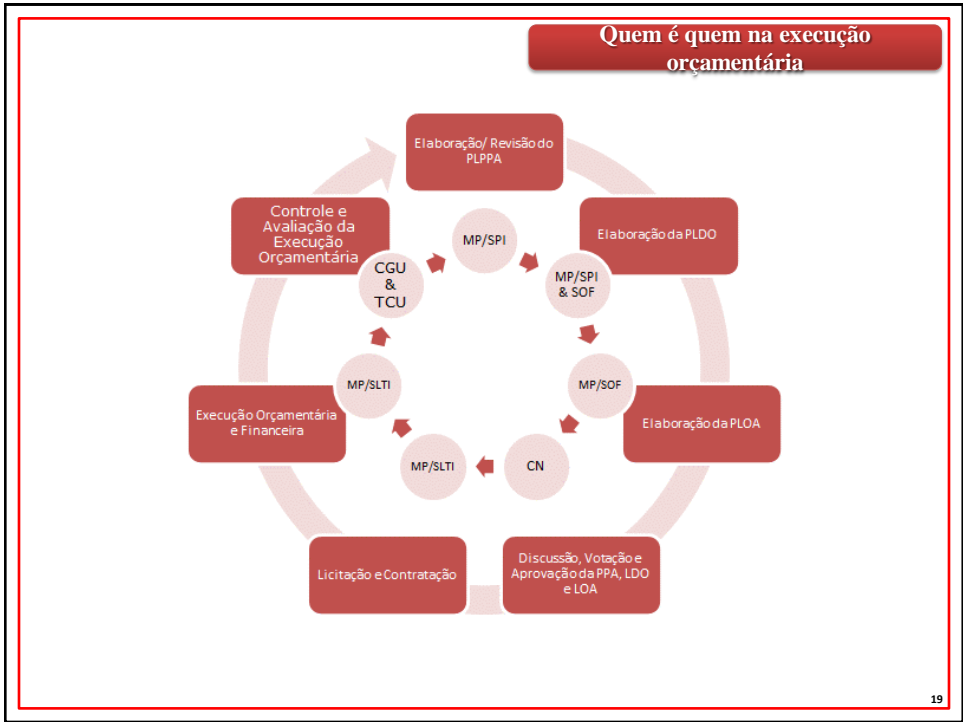 Quem é quem na execução
orçamentária
Elaboração/ Revisão do
PLPPA
Elaboração da PLDO
Elaboração da PLOA
Discussão, Votação e
Aprovação da PPA, LDO
e LOA
Licitação e Contratação
Execução Orçamentária
e Financeira
Controle e
Avaliação da
Execução
Orçamentária
MP/SPI
MP/SPI
& SOF
MP/SOF
CN
MP/SLTI
MP/SLTI
CGU
&
TCU
19